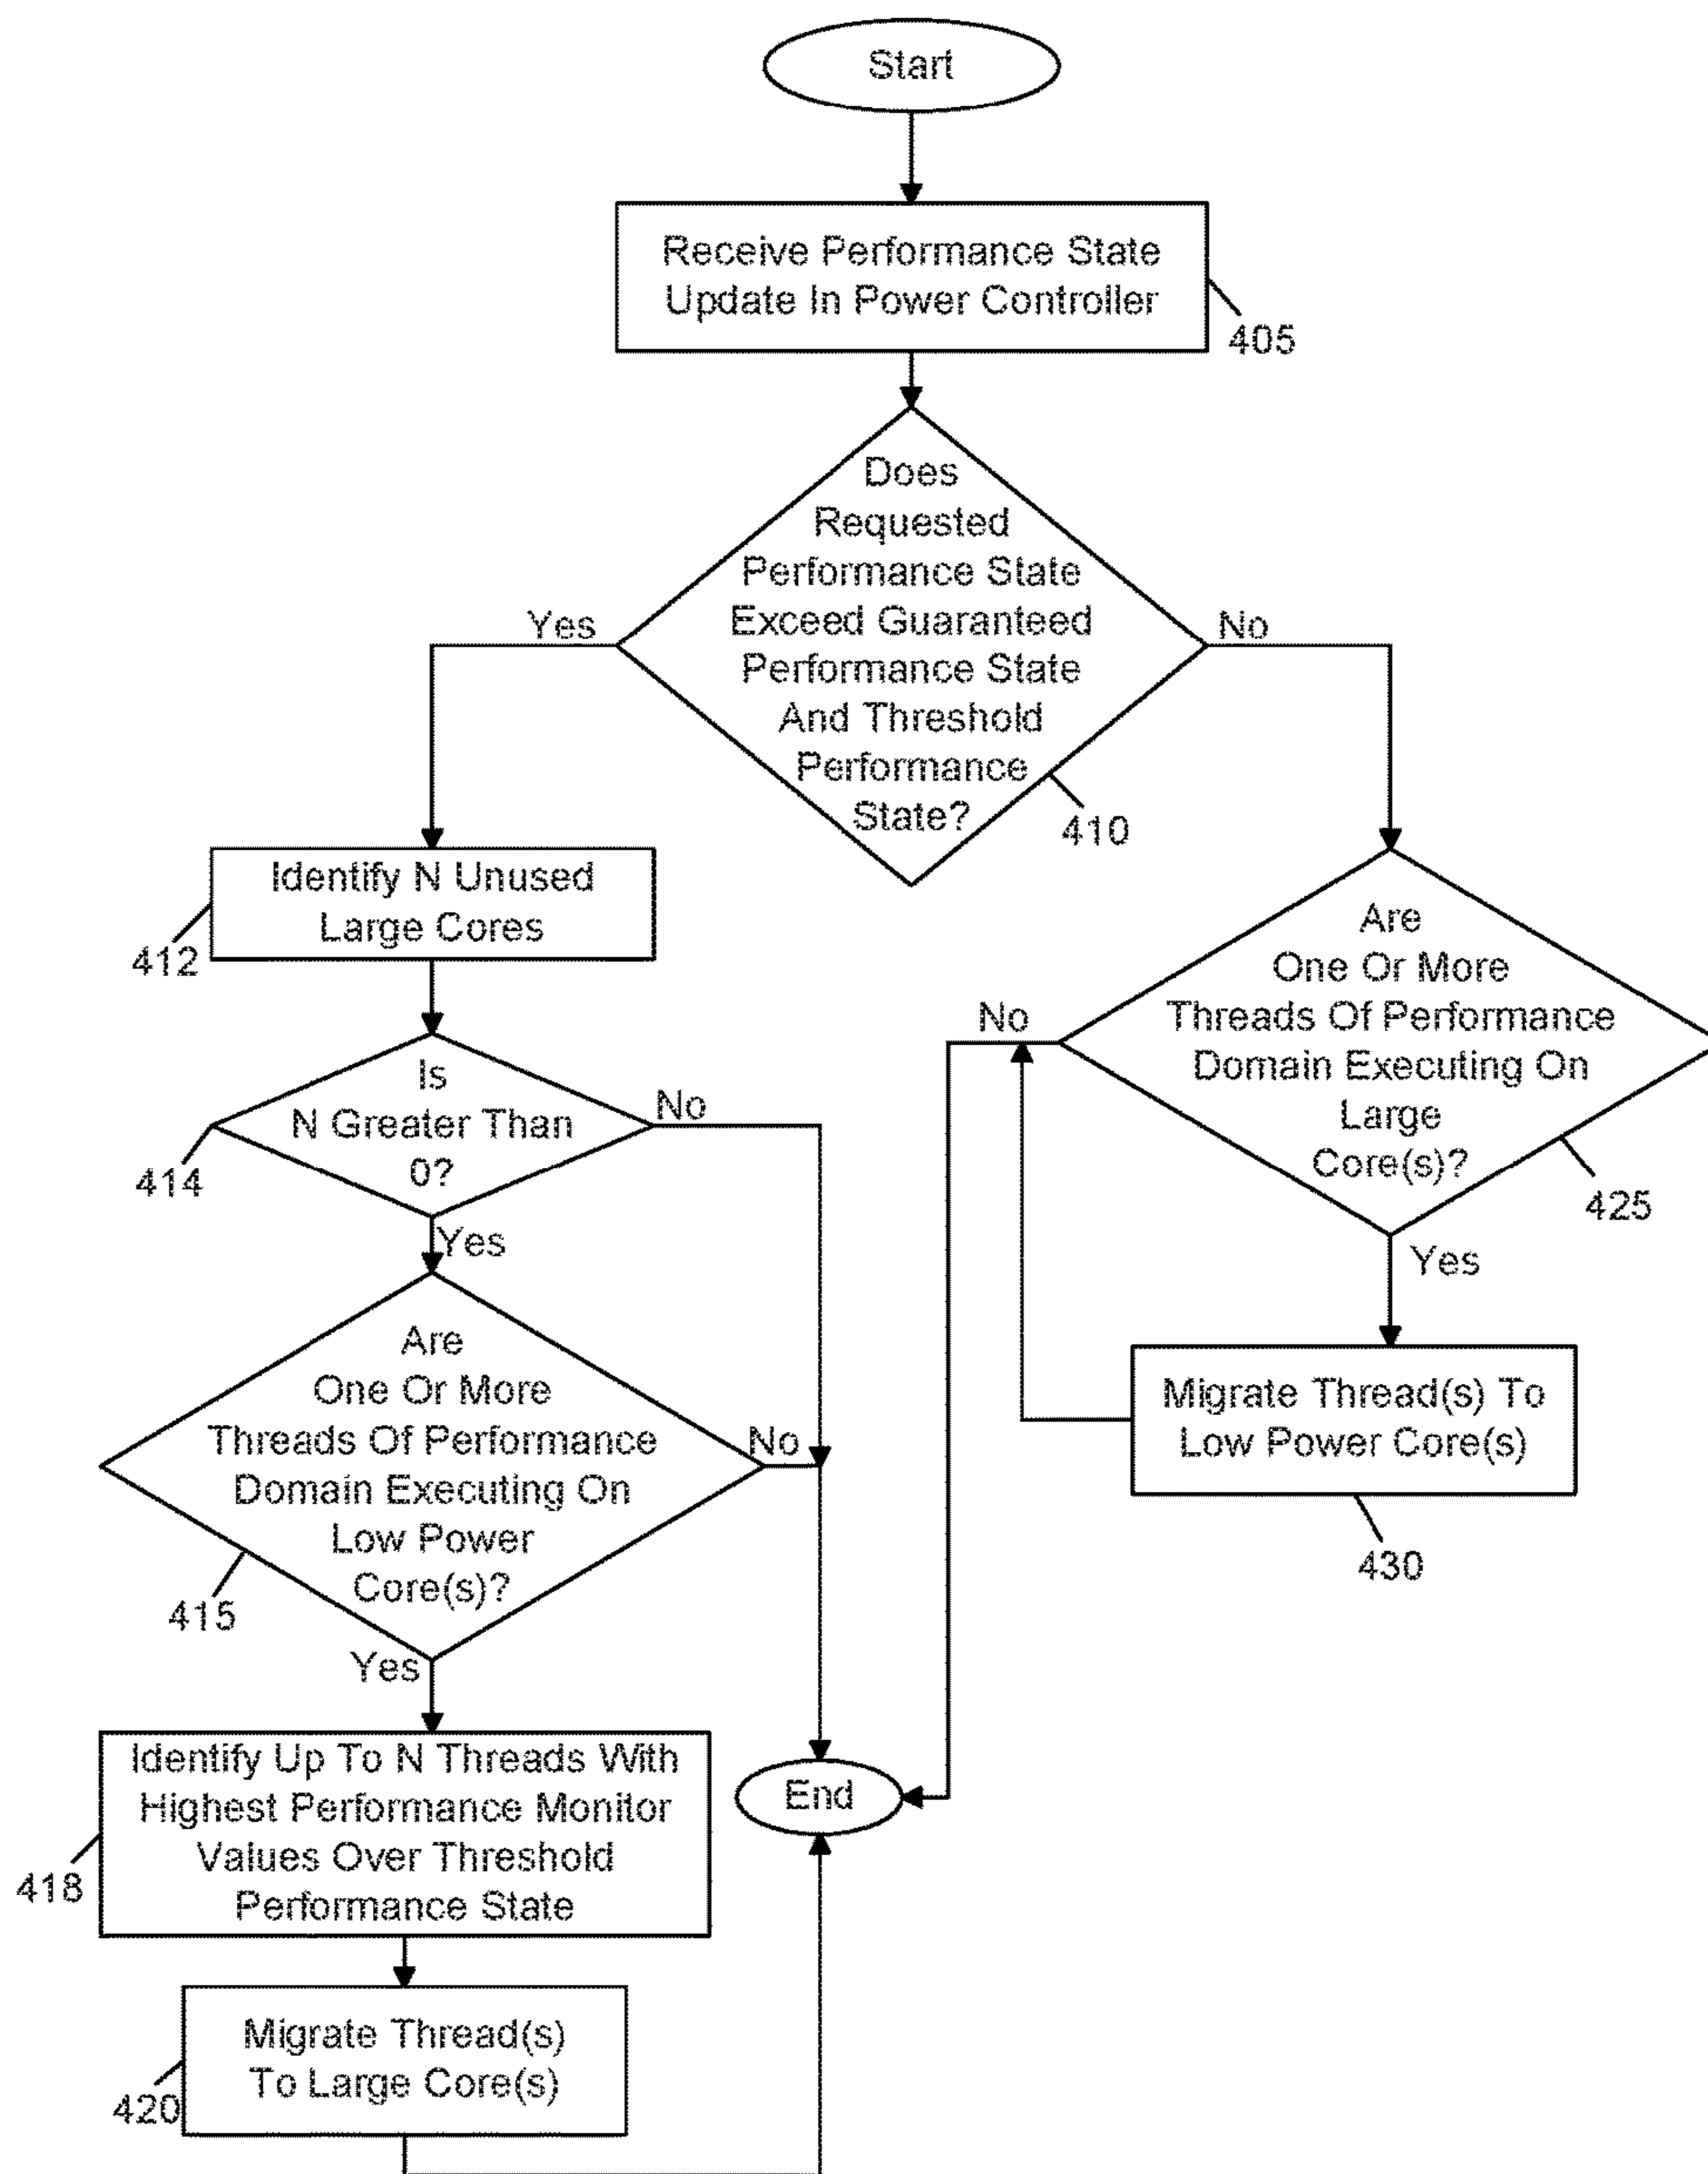 Start
Receive Performance State
Update In Power Controller
405
Does
Requested
Performance State
Exceed Guaranteed
Performance State
And Threshold
Performance
State?
410
Yes
No
Identify N Unused
Large Cores
412
Is
N Greater Than
0?
414
No
Yes
Are
One Or More
Threads Of Performance
Domain Executing On
Large
Core(s)?
425
No
Yes
Are
One Or More
Threads Of Performance
Domain Executing On
Low Power
Core(s)?
415
No
Yes
Migrate Thread(s) To
Low Power Core(s)
430
Identify Up To N Threads With
Highest Performance Monitor
Values Over Threshold
Performance State
418
End
Migrate Thread(s)
To Large Core(s)
420